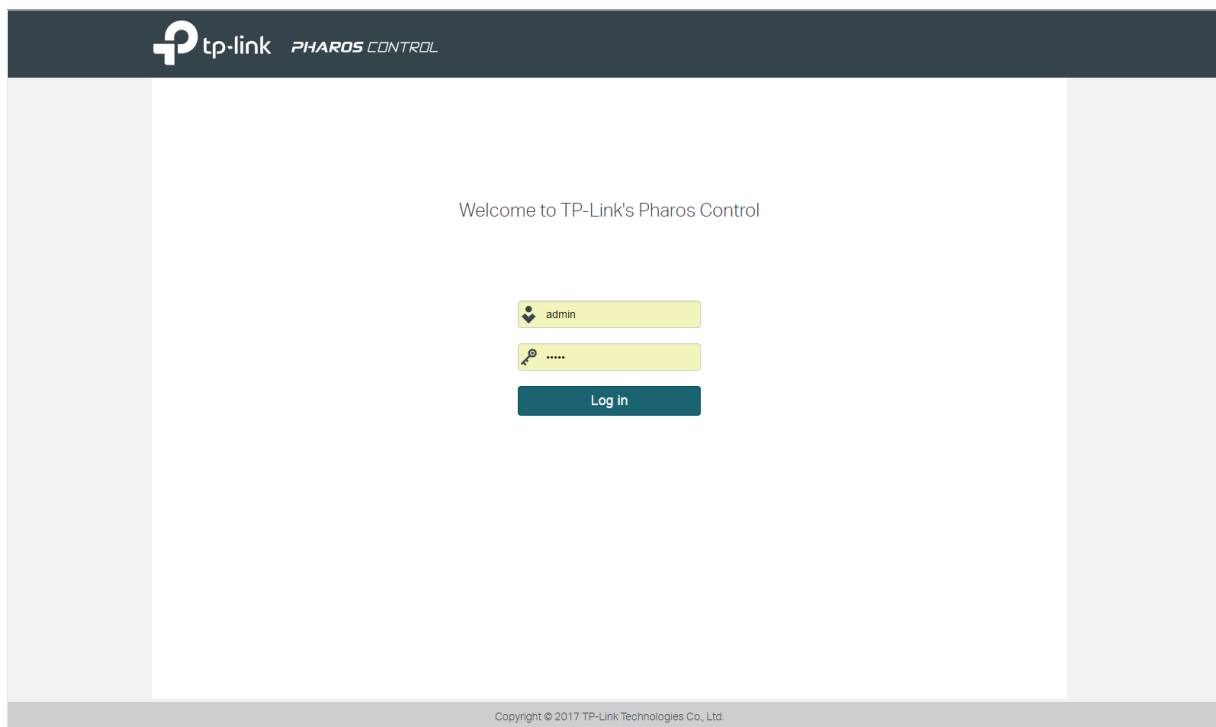 tp-link PHAROS CONTROL
Welcome to TP-Link's Pharos Control
admin
•••••
Log in
Copyright © 2017 TP-Link Technologies Co., Ltd.